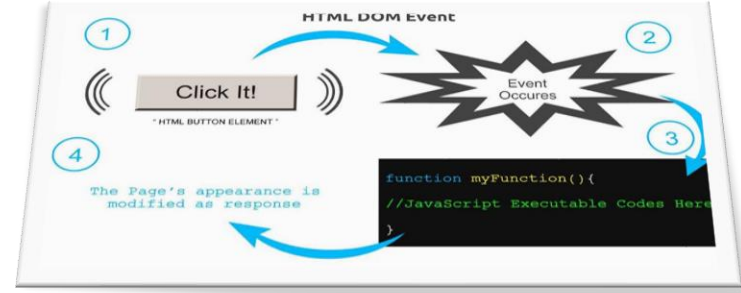 HTML DOM Event
1
Click It!
" HTML BUTTON ELEMENT "
2
Event
Occures
3
function myFunction(){
//JavaScript Executable Codes Here
}
4
The Page's appearance is
modified as response